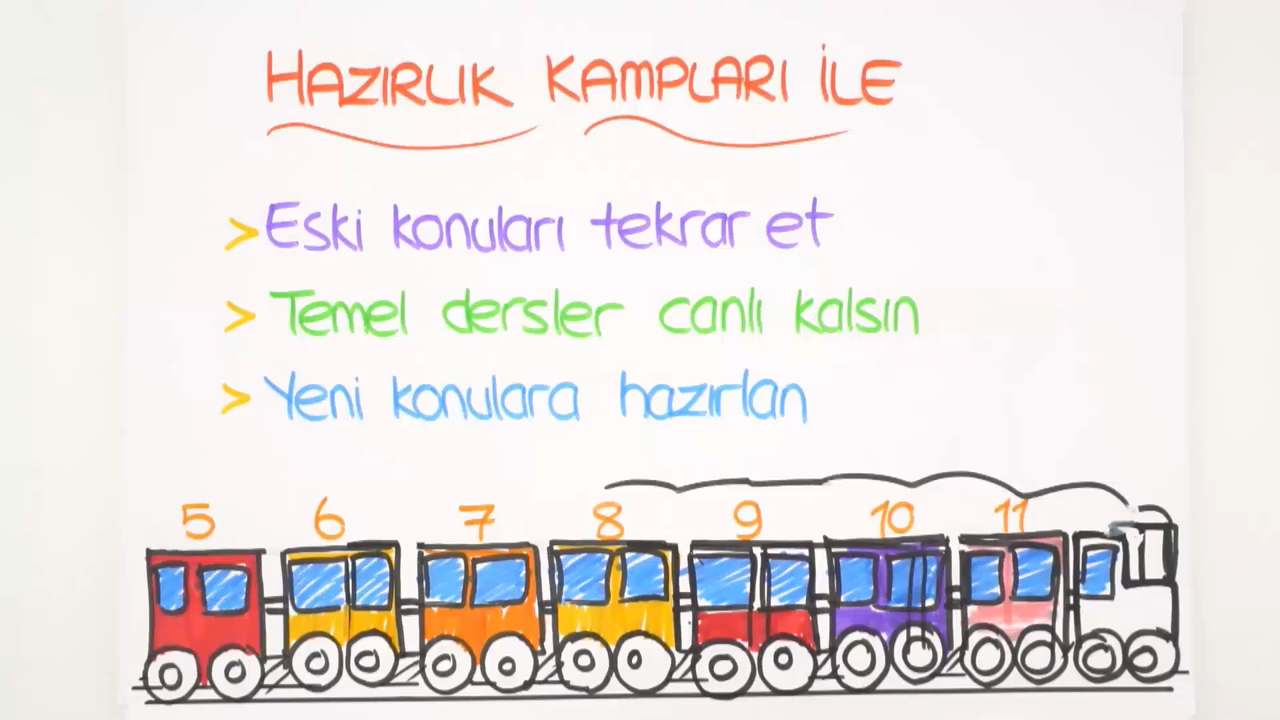 HAZIRLIK KAMPLARI İLE
> Eski konuları tekrar et
> Temel dersler canlı kalsın
> Yeni konulara hazırlan
5 6 7 8 9 10 11